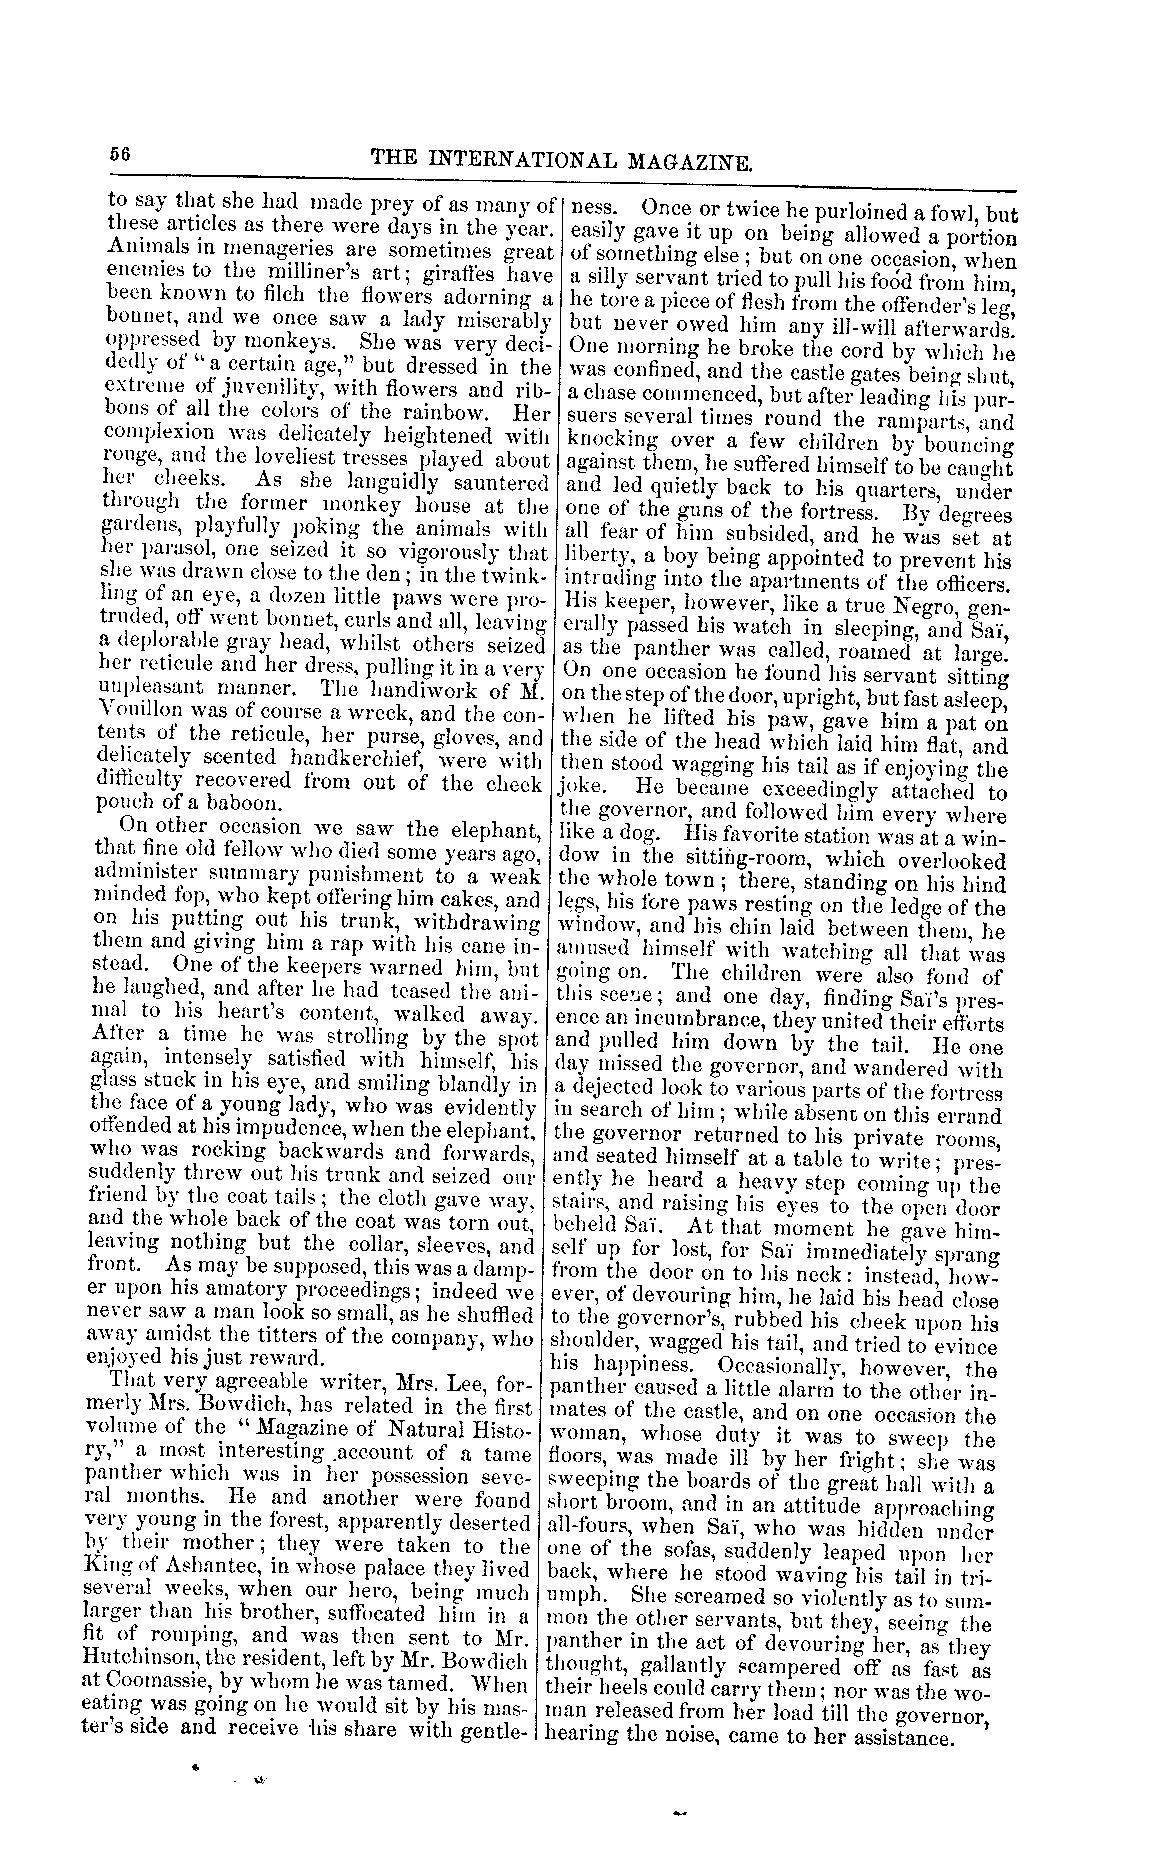 56
THE INTERNATIONAL MAGAZINE.
to say that she had made prey of as many of
these articles as there were days in the year.
Animals in menageries are sometimes great
enemies to the milliner's art; giraffes have
been known to filch the flowers adorning a
bonnet, and we once saw a lady miserably
oppressed by monkeys. She was very deci-
dedly of "a certain age," but dressed in the
extreme of juvenility, with flowers and rib-
bons of all the colors of the rainbow. Her
complexion was delicately heightened with
rouge, and the loveliest tresses played about
her cheeks. As she languidly sauntered
through the former monkey house at the
gardens, playfully poking the animals with
her parasol, one seized it so vigorously that
she was drawn close to the den; in the twink-
ling of an eye, a dozen little paws were pro-
truded, off went bonnet, curls and all, leaving
a deplorable gray head, whilst others seized
her reticule and her dress, pulling it in a very
unpleasant manner. The handiwork of M.
Vouillon was of course a wreck, and the con-
tents of the reticule, her purse, gloves, and
delicately scented handkerchief, were with
difficulty recovered from out of the cheek
pouch of a baboon.
On other occasion we saw the elephant,
that fine old fellow who died some years ago,
administer summary punishment to a weak
minded fop, who kept offering him cakes, and
on his putting out his trunk, withdrawing
them and giving him a rap with his cane in-
stead. One of the keepers warned him, but
he laughed, and after he had teased the ani-
mal to his heart's content, walked away.
After a time he was strolling by the spot
again, intensely satisfied with himself, his
glass stuck in his eye, and smiling blandly in
the face of a young lady, who was evidently
offended at his impudence, when the elephant,
who was rocking backwards and forwards,
suddenly threw out his trunk and seized our
friend by the coat tails; the cloth gave way,
and the whole back of the coat was torn out,
leaving nothing but the collar, sleeves, and
front. As may be supposed, this was a damp-
er upon his amatory proceedings; indeed we
never saw a man look so small, as he shuffled
away amidst the titters of the company, who
enjoyed his just reward.
That very agreeable writer, Mrs. Lee, for-
merly Mrs. Bowdich, has related in the first
volume of the "Magazine of Natural Histo-
ry," a most interesting account of a tame
panther which was in her possession seve-
ral months. He and another were found
very young in the forest, apparently deserted
by their mother; they were taken to the
King of Ashantee, in whose palace they lived
several weeks, when our hero, being much
larger than his brother, suffocated him in a
fit of romping, and was then sent to Mr.
Hutchinson, the resident, left by Mr. Bowdich
at Coomassie, by whom he was tamed. When
eating was going on he would sit by his mas-
ter's side and receive his share with gentle-
ness. Once or twice he purloined a fowl, but
easily gave it up on being allowed a portion
of something else; but on one occasion, when
a silly servant tried to pull his food from him,
he tore a piece of flesh from the offender's leg,
but never owed him any ill-will afterwards.
One morning he broke the cord by which he
was confined, and the castle gates being shut,
a chase commenced, but after leading his pur-
suers several times round the ramparts, and
knocking over a few children by bouncing
against them, he suffered himself to be caught
and led quietly back to his quarters, under
one of the guns of the fortress. By degrees
all fear of him subsided, and he was set at
liberty, a boy being appointed to prevent his
intruding into the apartments of the officers.
His keeper, however, like a true Negro, gen-
erally passed his watch in sleeping, and Saï,
as the panther was called, roamed at large.
On one occasion he found his servant sitting
on the step of the door, upright, but fast asleep,
when he lifted his paw, gave him a pat on
the side of the head which laid him flat, and
then stood wagging his tail as if enjoying the
joke. He became exceedingly attached to
the governor, and followed him every where
like a dog. His favorite station was at a win-
dow in the sitting-room, which overlooked
the whole town; there, standing on his hind
legs, his fore paws resting on the ledge of the
window, and his chin laid between them, he
amused himself with watching all that was
going on. The children were also fond of
this scene; and one day, finding Saï's pres-
ence an incumbrance, they united their efforts
and pulled him down by the tail. He one
day missed the governor, and wandered with
a dejected look to various parts of the fortress
in search of him; while absent on this errand
the governor returned to his private rooms,
and seated himself at a table to write; pres-
ently he heard a heavy step coming up the
stairs, and raising his eyes to the open door
beheld Saï. At that moment he gave him-
self up for lost, for Saï immediately sprang
from the door on to his neck: instead, how-
ever, of devouring him, he laid his head close
to the governor's, rubbed his cheek upon his
shoulder, wagged his tail, and tried to evince
his happiness. Occasionally, however, the
panther caused a little alarm to the other in-
mates of the castle, and on one occasion the
woman, whose duty it was to sweep the
floors, was made ill by her fright; she was
sweeping the boards of the great hall with a
short broom, and in an attitude approaching
all-fours, when Saï, who was hidden under
one of the sofas, suddenly leaped upon her
back, where he stood waving his tail in tri-
umph. She screamed so violently as to sum-
mon the other servants, but they, seeing the
panther in the act of devouring her, as they
thought, gallantly scampered off as fast as
their heels could carry them; nor was the wo-
man released from her load till the governor,
hearing the noise, came to her assistance.